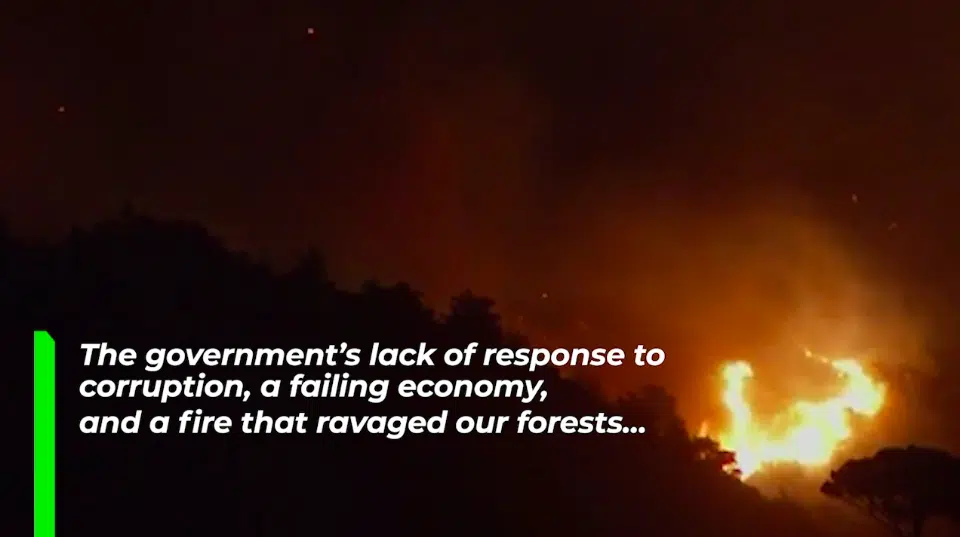 The government’s lack of response to
corruption, a failing economy,
and a fire that ravaged our forests...